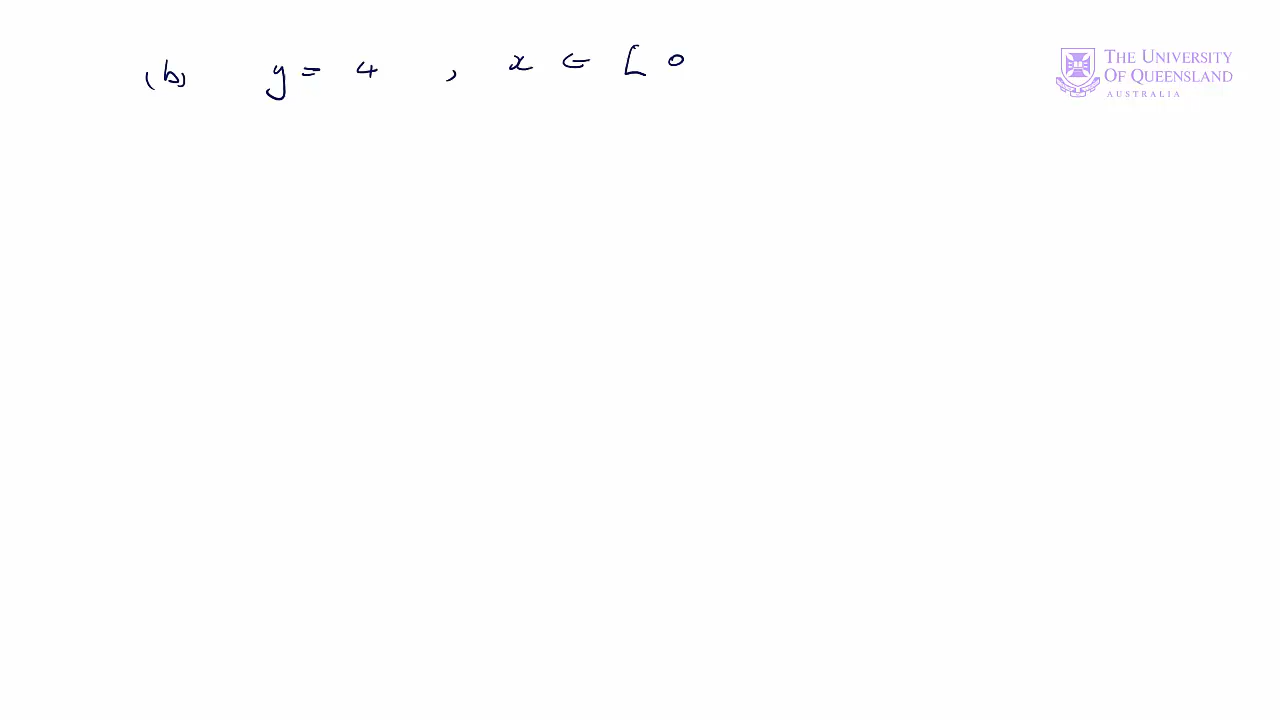 (b) y = 4 , x ∈ [ 0
THE UNIVERSITY
OF QUEENSLAND
AUSTRALIA